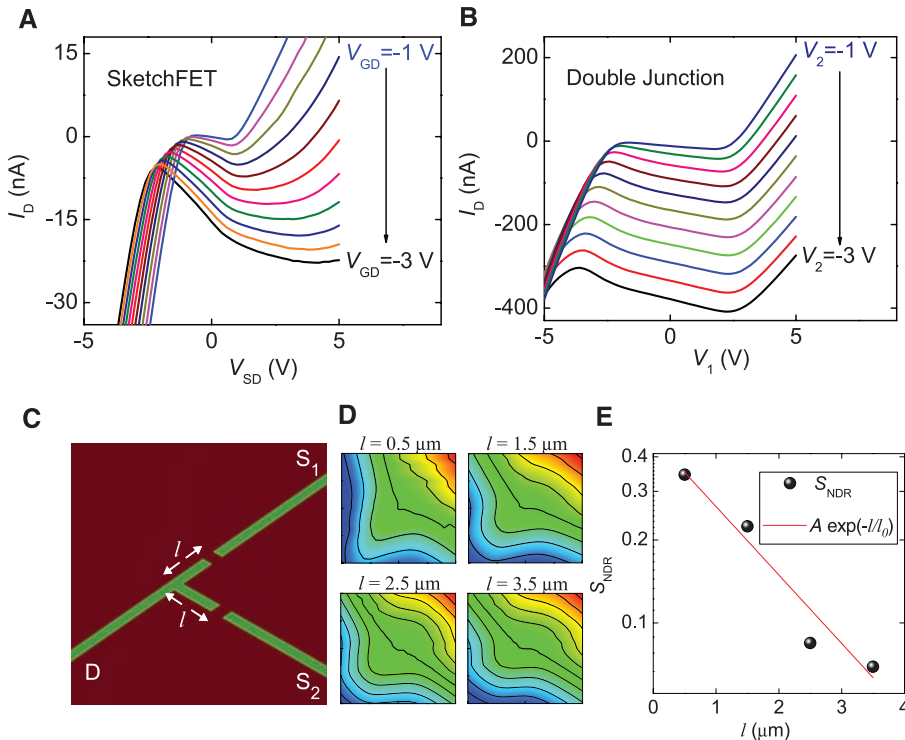 A
15
0
-15
-30
I_D (nA)
SketchFET
V_GD=-1 V
V_GD=-3 V
-5
0
5
V_SD (V)
B
200
0
-200
-400
I_D (nA)
Double Junction
V_2=-1 V
V_2=-3 V
-5
0
5
V_1 (V)
C
S_1
l
l
D
S_2
D
l = 0.5 μm
l = 1.5 μm
l = 2.5 μm
l = 3.5 μm
E
0.4
0.3
0.2
0.1
S_NDR
S_NDR
A exp(-l/l_0)
0
1
2
3
4
l (μm)